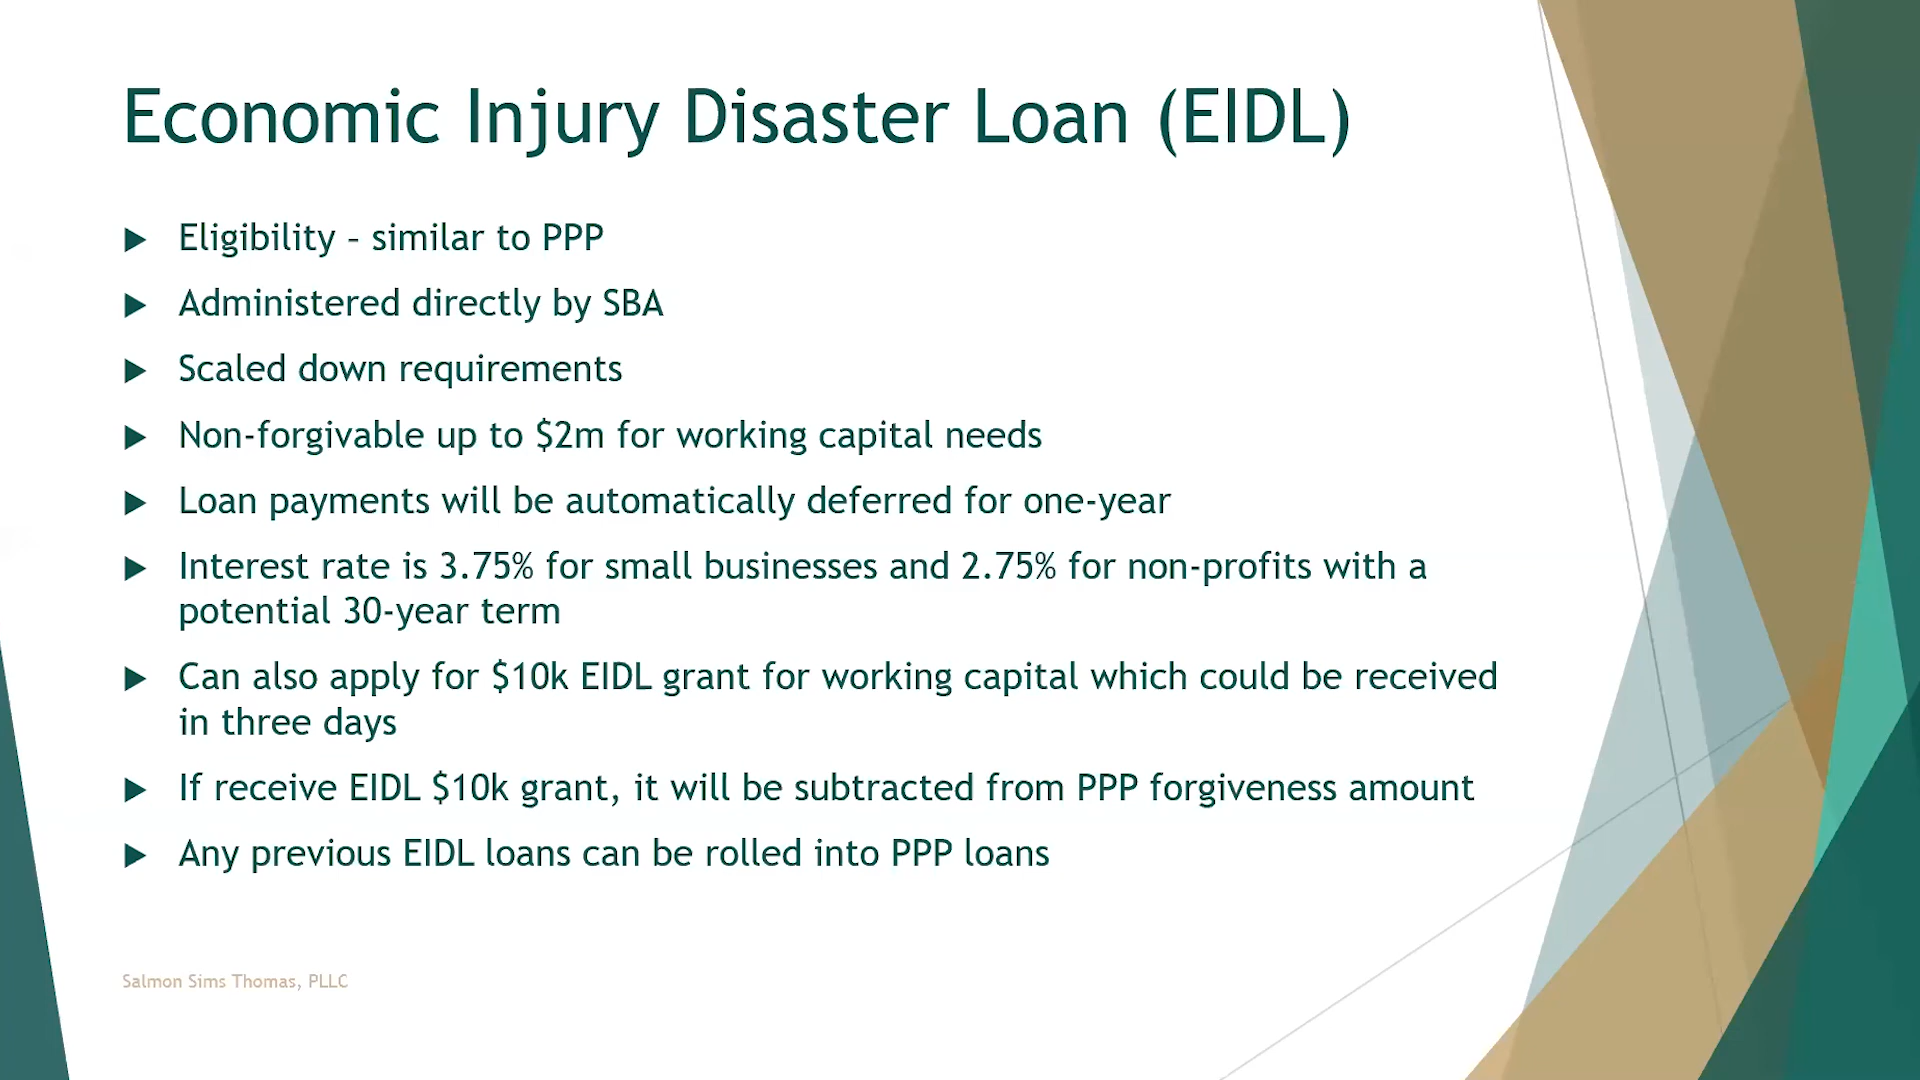 Economic Injury Disaster Loan (EIDL)
Eligibility – similar to PPP
Administered directly by SBA
Scaled down requirements
Non-forgivable up to $2m for working capital needs
Loan payments will be automatically deferred for one-year
Interest rate is 3.75% for small businesses and 2.75% for non-profits with a
potential 30-year term
Can also apply for $10k EIDL grant for working capital which could be received
in three days
If receive EIDL $10k grant, it will be subtracted from PPP forgiveness amount
Any previous EIDL loans can be rolled into PPP loans
Salmon Sims Thomas, PLLC